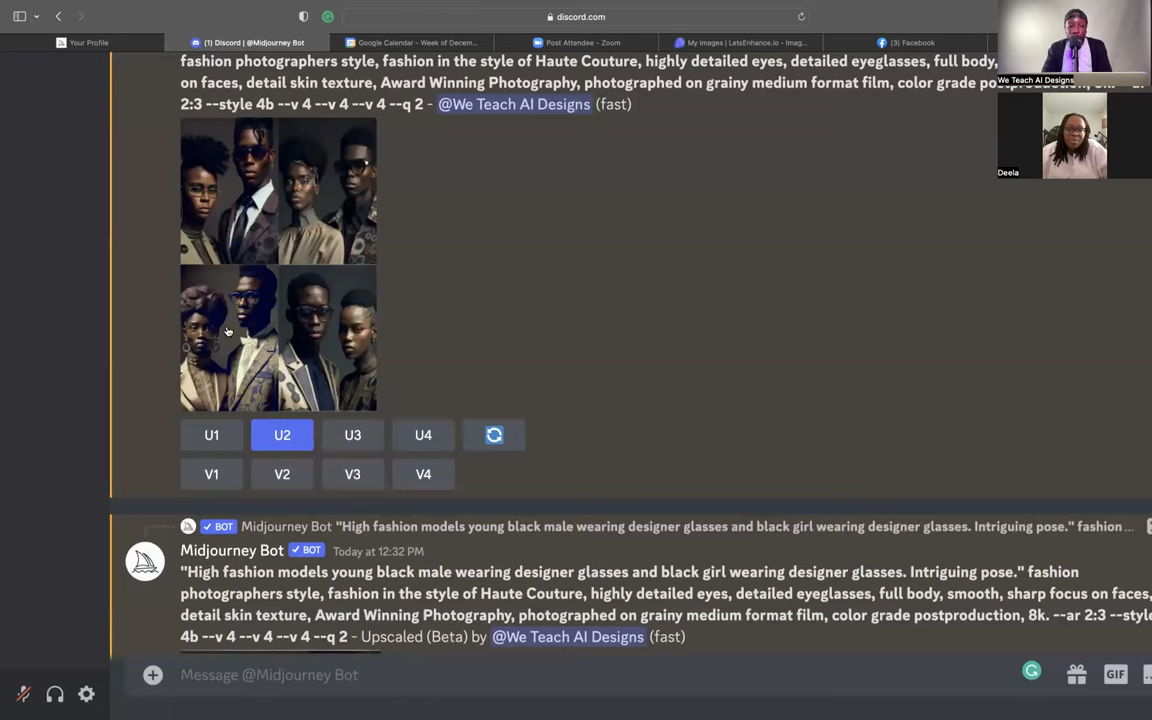 discord.com
Your Profile
(1) Discord | @Midjourney Bot
Google Calendar - Week of Decem...
Post Attendee - Zoom
My Images | LetsEnhance.io - Imag...
(3) Facebook
We Teach AI Designs
Deela
fashion photographers style, fashion in the style of Haute Couture, highly detailed eyes, detailed eyeglasses, full body,
on faces, detail skin texture, Award Winning Photography, photographed on grainy medium format film, color grade postproduction,
2:3 --style 4b --v 4 --v 4 --v 4 --q 2 - @We Teach AI Designs (fast)
U1 U2 U3 U4
V1 V2 V3 V4
BOT Midjourney Bot "High fashion models young black male wearing designer glasses and black girl wearing designer glasses. Intriguing pose." fashion ...
Midjourney Bot BOT Today at 12:32 PM
"High fashion models young black male wearing designer glasses and black girl wearing designer glasses. Intriguing pose." fashion
photographers style, fashion in the style of Haute Couture, highly detailed eyes, detailed eyeglasses, full body, smooth, sharp focus on faces,
detail skin texture, Award Winning Photography, photographed on grainy medium format film, color grade postproduction, 8k. --ar 2:3 --style
4b --v 4 --v 4 --v 4 --q 2 - Upscaled (Beta) by @We Teach AI Designs (fast)
Message @Midjourney Bot
GIF